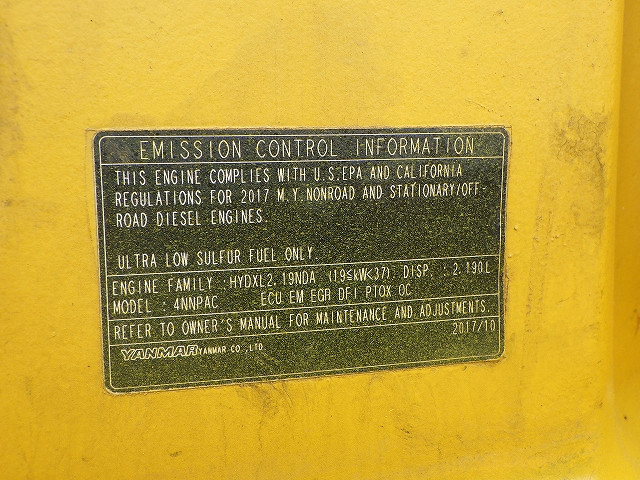 EMISSION CONTROL INFORMATION
THIS ENGINE COMPLIES WITH U.S.EPA AND CALIFORNIA
REGULATIONS FOR 2017 M.Y.NONROAD AND STATIONARY/OFF-
ROAD DIESEL ENGINES.
ULTRA LOW SULFUR FUEL ONLY
ENGINE FAMILY : HYDXL2.19NDA (19≤kW<37). DISP. : 2.190L
MODEL : 4NNPAC ECU EM EGR DFI PTOX OC
REFER TO OWNER'S MANUAL FOR MAINTENANCE AND ADJUSTMENTS.
2017/10
YANMAR YANMAR CO.,LTD.